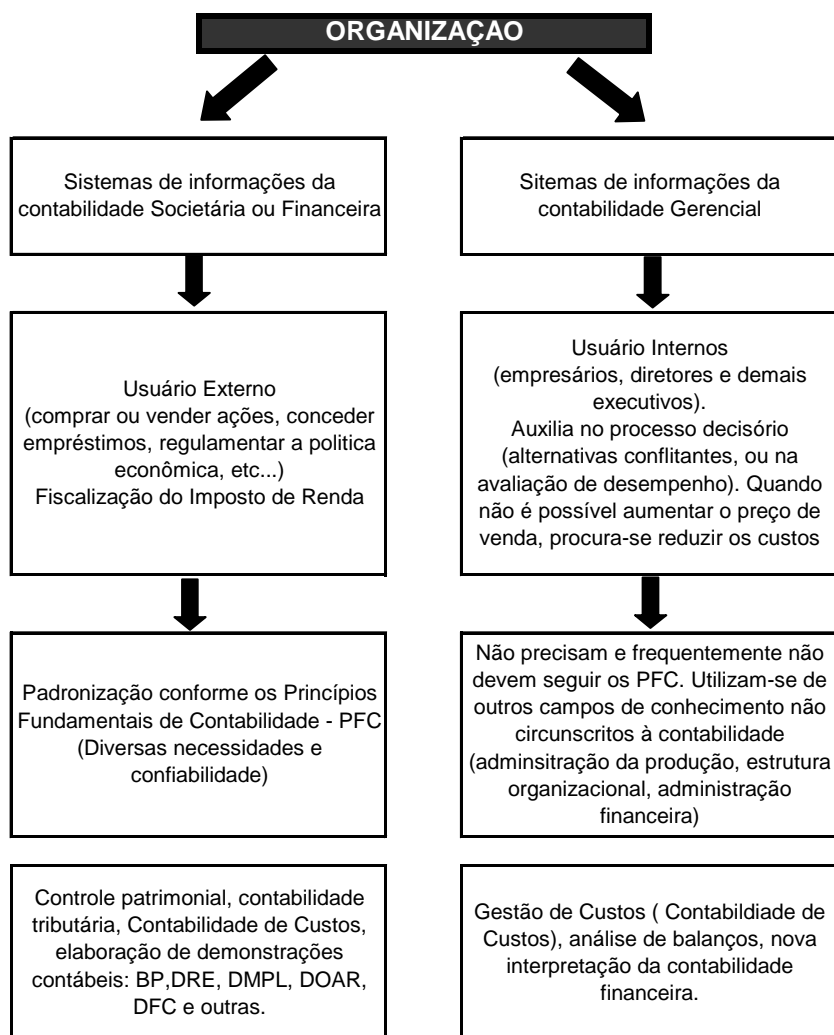 ORGANIZAÇAO
Sistemas de informações da
contabilidade Societária ou Financeira
Sitemas de informações da
contabilidade Gerencial
Usuário Externo
(comprar ou vender ações, conceder
empréstimos, regulamentar a politica
econômica, etc...)
Fiscalização do Imposto de Renda
Usuário Internos
(empresários, diretores e demais
executivos).
Auxilia no processo decisório
(alternativas conflitantes, ou na
avaliação de desempenho). Quando
não é possível aumentar o preço de
venda, procura-se reduzir os custos
Padronização conforme os Princípios
Fundamentais de Contabilidade - PFC
(Diversas necessidades e
confiabilidade)
Não precisam e frequentemente não
devem seguir os PFC. Utilizam-se de
outros campos de conhecimento não
circunscritos à contabilidade
(adminsitração da produção, estrutura
organizacional, administração
financeira)
Controle patrimonial, contabilidade
tributária, Contabilidade de Custos,
elaboração de demonstrações
contábeis: BP,DRE, DMPL, DOAR,
DFC e outras.
Gestão de Custos ( Contabildiade de
Custos), análise de balanços, nova
interpretação da contabilidade
financeira.